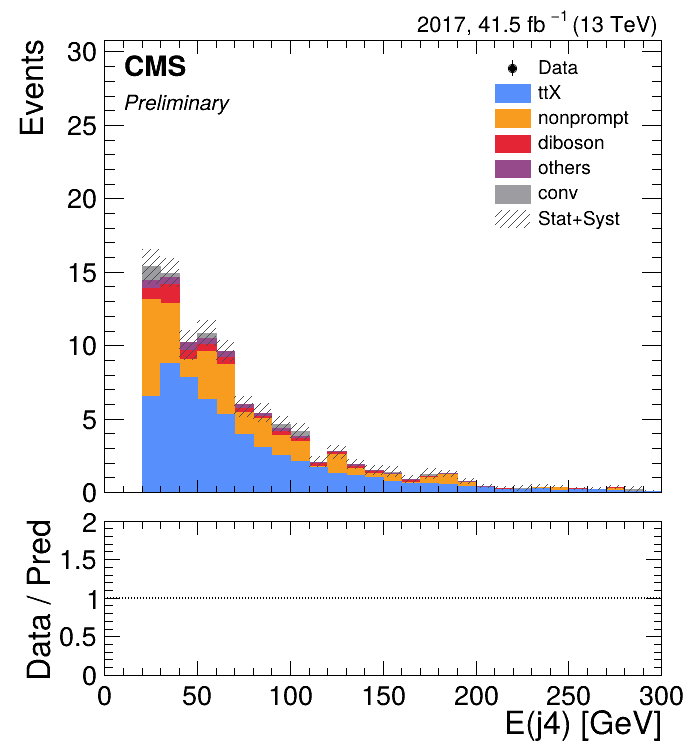 2017, 41.5 fb⁻¹ (13 TeV)
CMS
Preliminary
Events
30
25
20
15
10
5
0
Data
ttX
nonprompt
diboson
others
conv
Stat+Syst
Data / Pred
2
1.5
1
0.5
0
0 50 100 150 200 250 300
E(j4) [GeV]